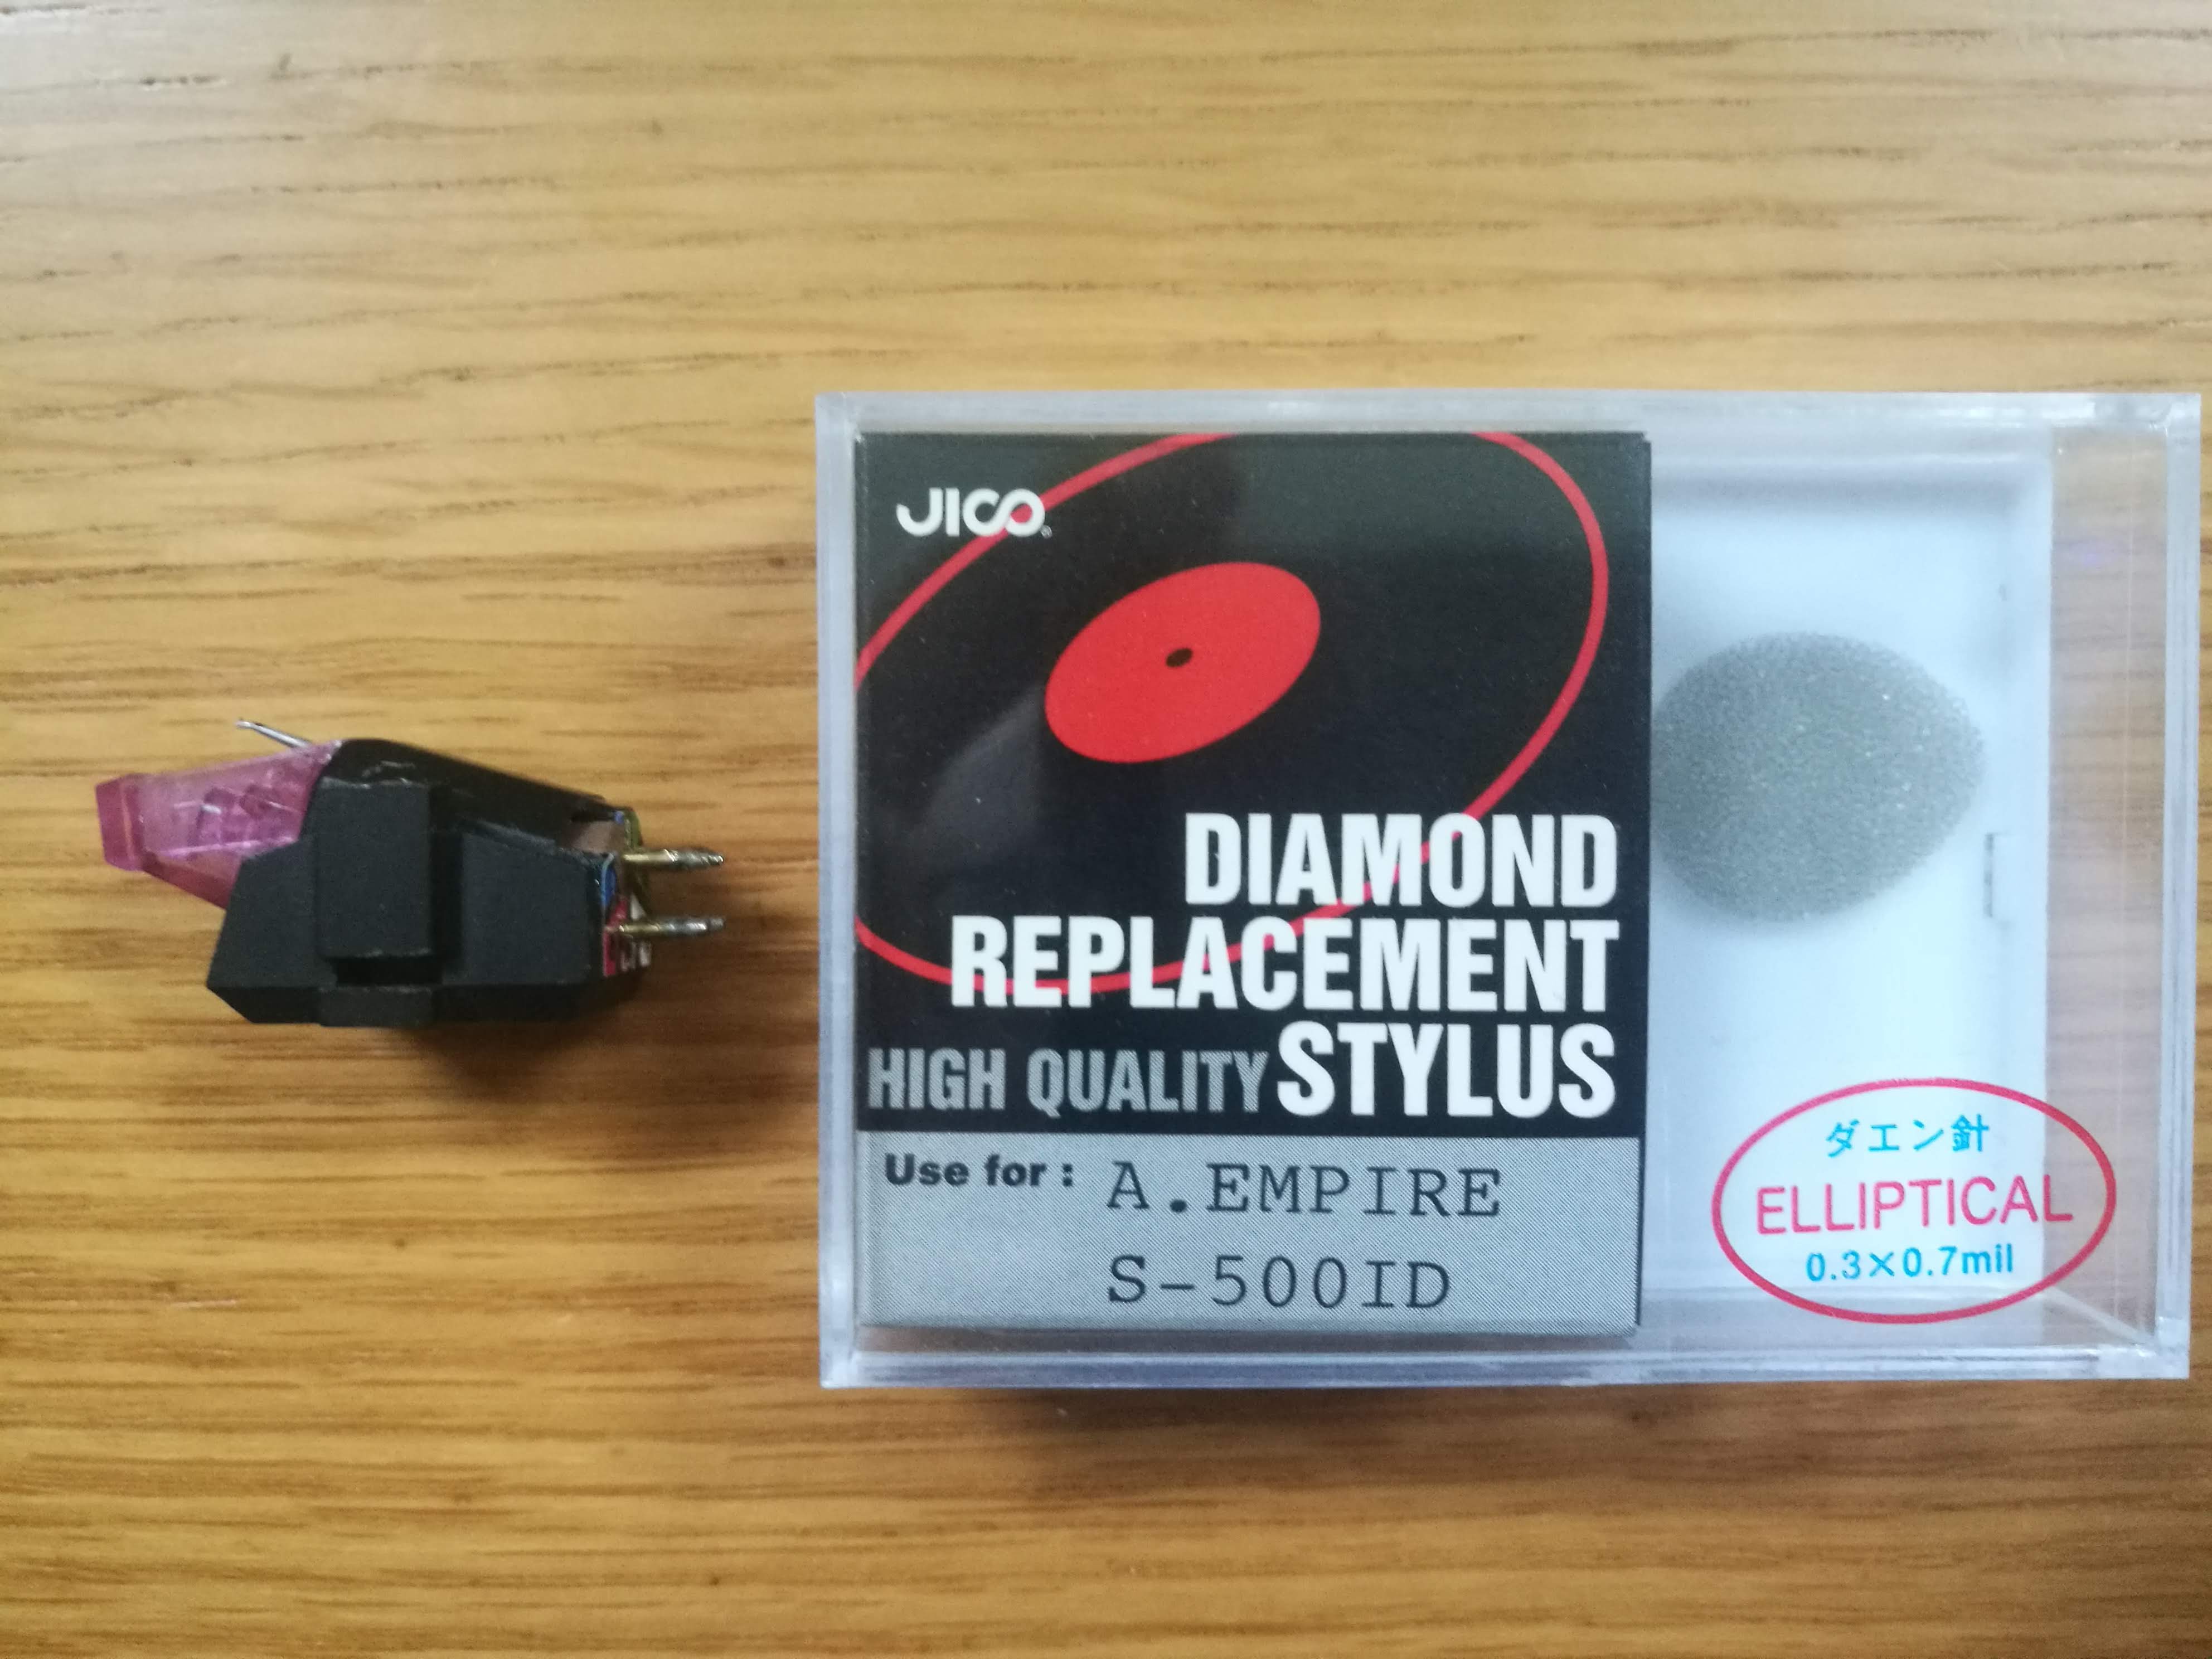 JICO®
DIAMOND
REPLACEMENT
HIGH QUALITY STYLUS
Use for : A.EMPIRE
S-500ID
ダエン針
ELLIPTICAL
0.3×0.7mil